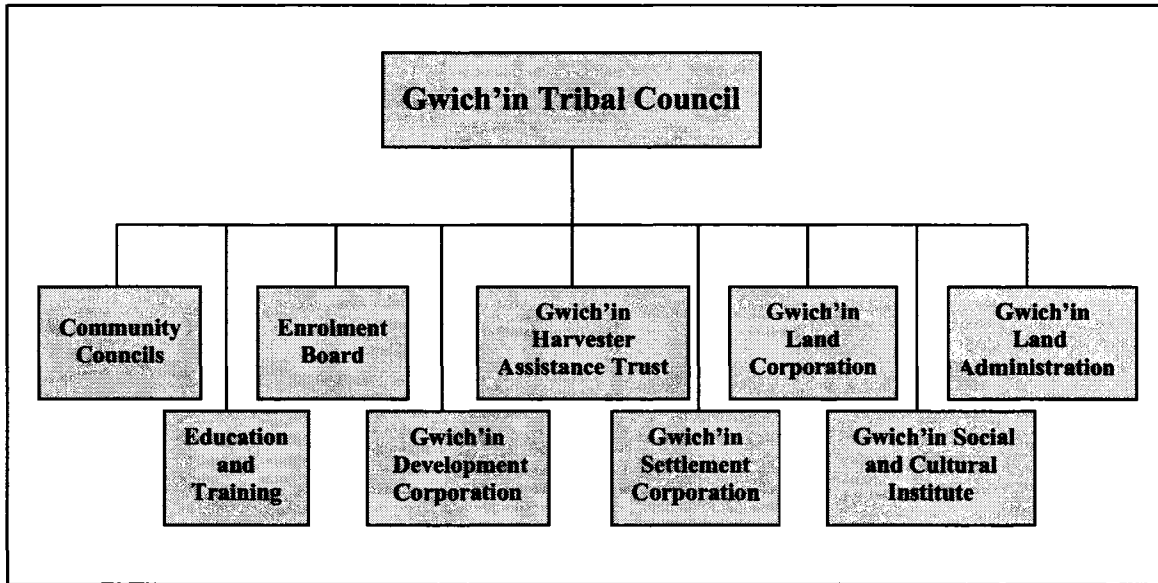 Gwich'in Tribal Council
Community
Councils
Enrolment
Board
Gwich'in
Harvester
Assistance Trust
Gwich'in
Land
Corporation
Gwich'in
Land
Administration
Education
and
Training
Gwich'in
Development
Corporation
Gwich'in
Settlement
Corporation
Gwich'in Social
and Cultural
Institute